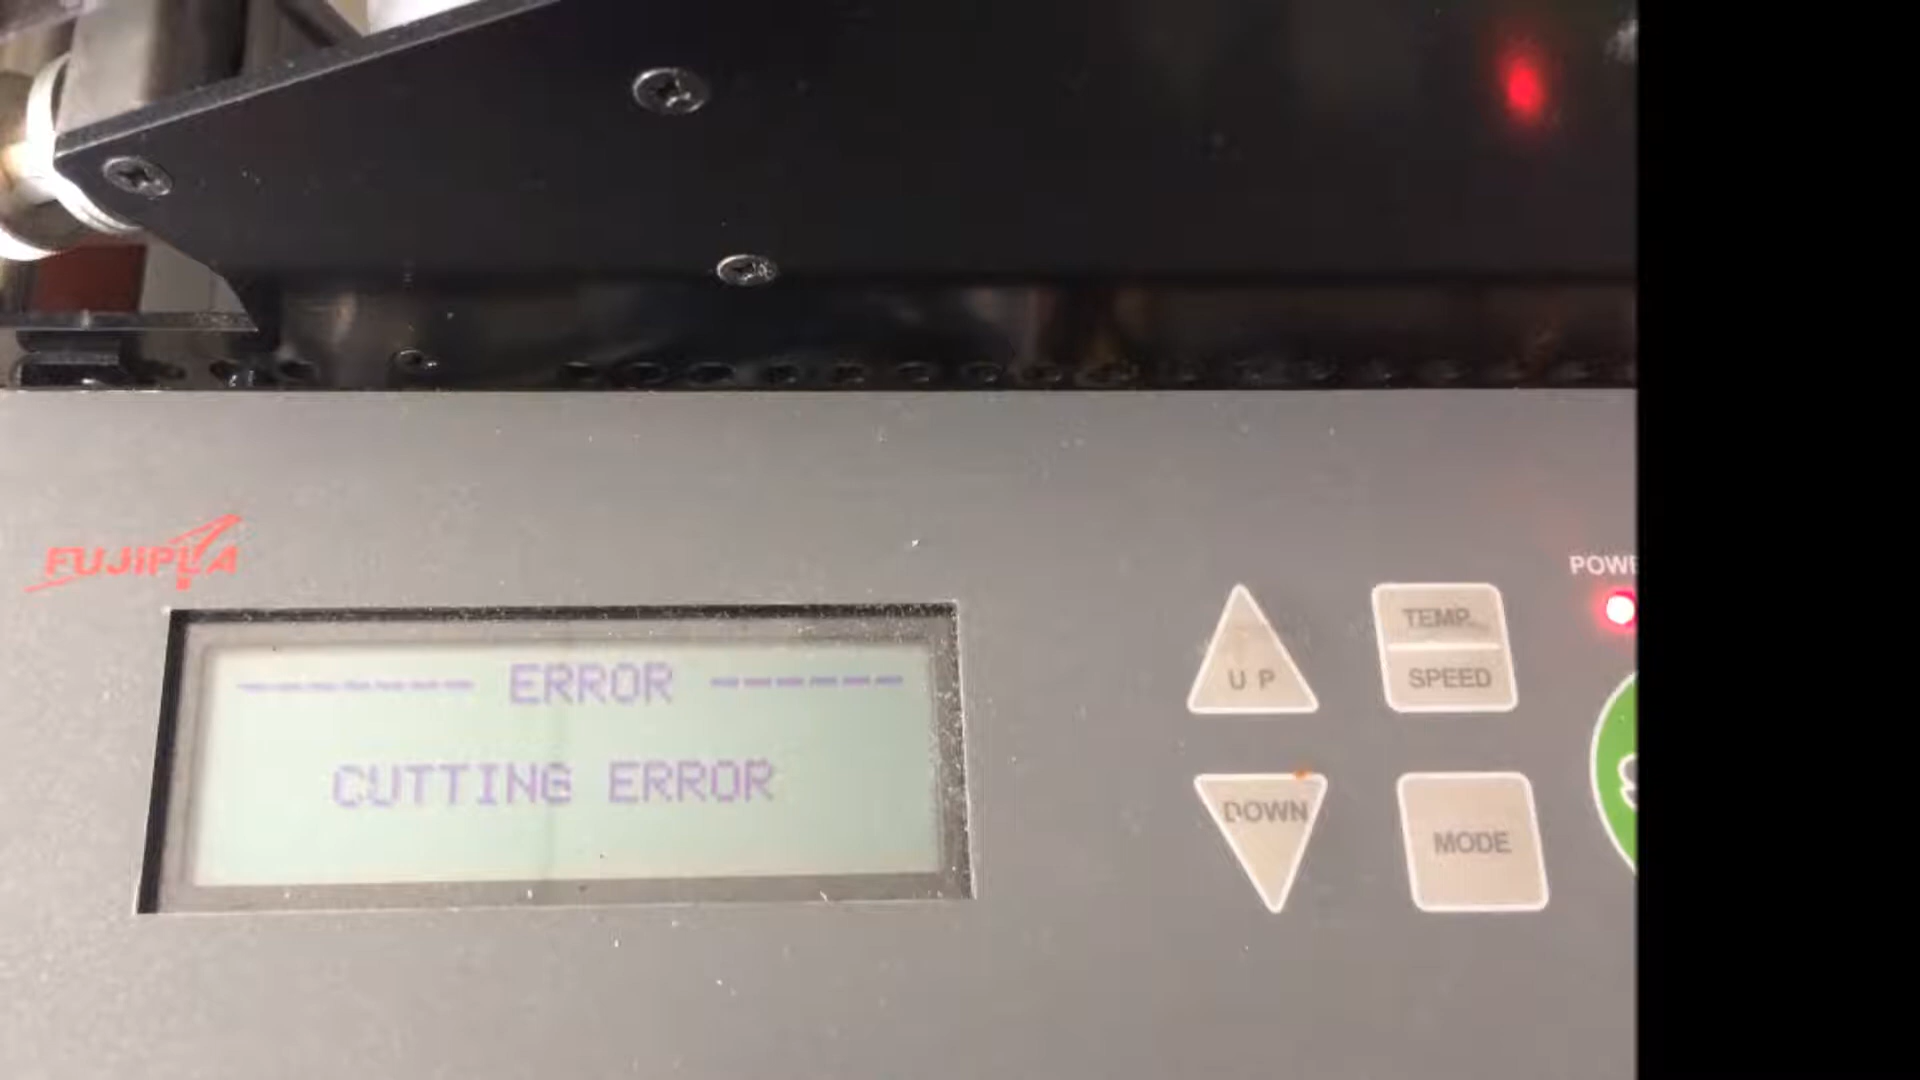 FUJIPLA
------- ERROR ------
CUTTING ERROR
UP
TEMP.
SPEED
DOWN
MODE